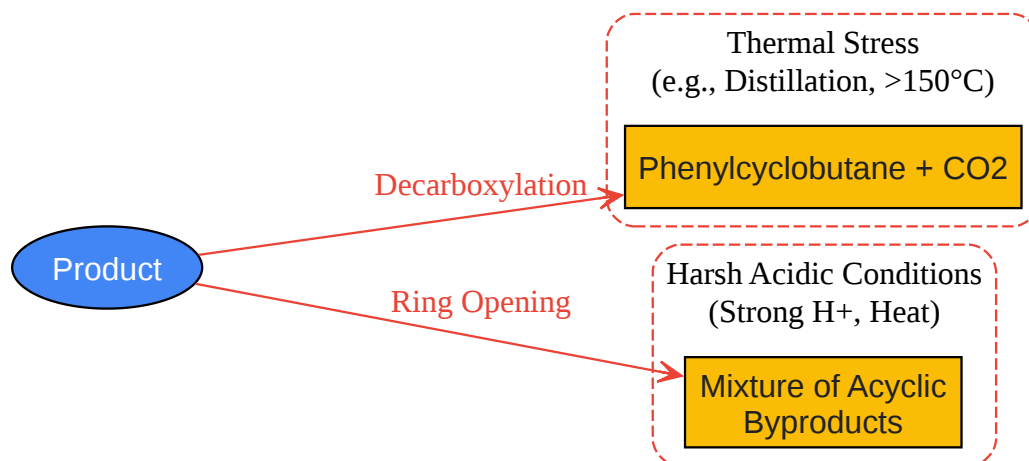 Thermal Stress
(e.g., Distillation, >150°C)
Phenylcyclobutane + CO2
Decarboxylation
Product
Ring Opening
Harsh Acidic Conditions
(Strong H+, Heat)
Mixture of Acyclic
Byproducts